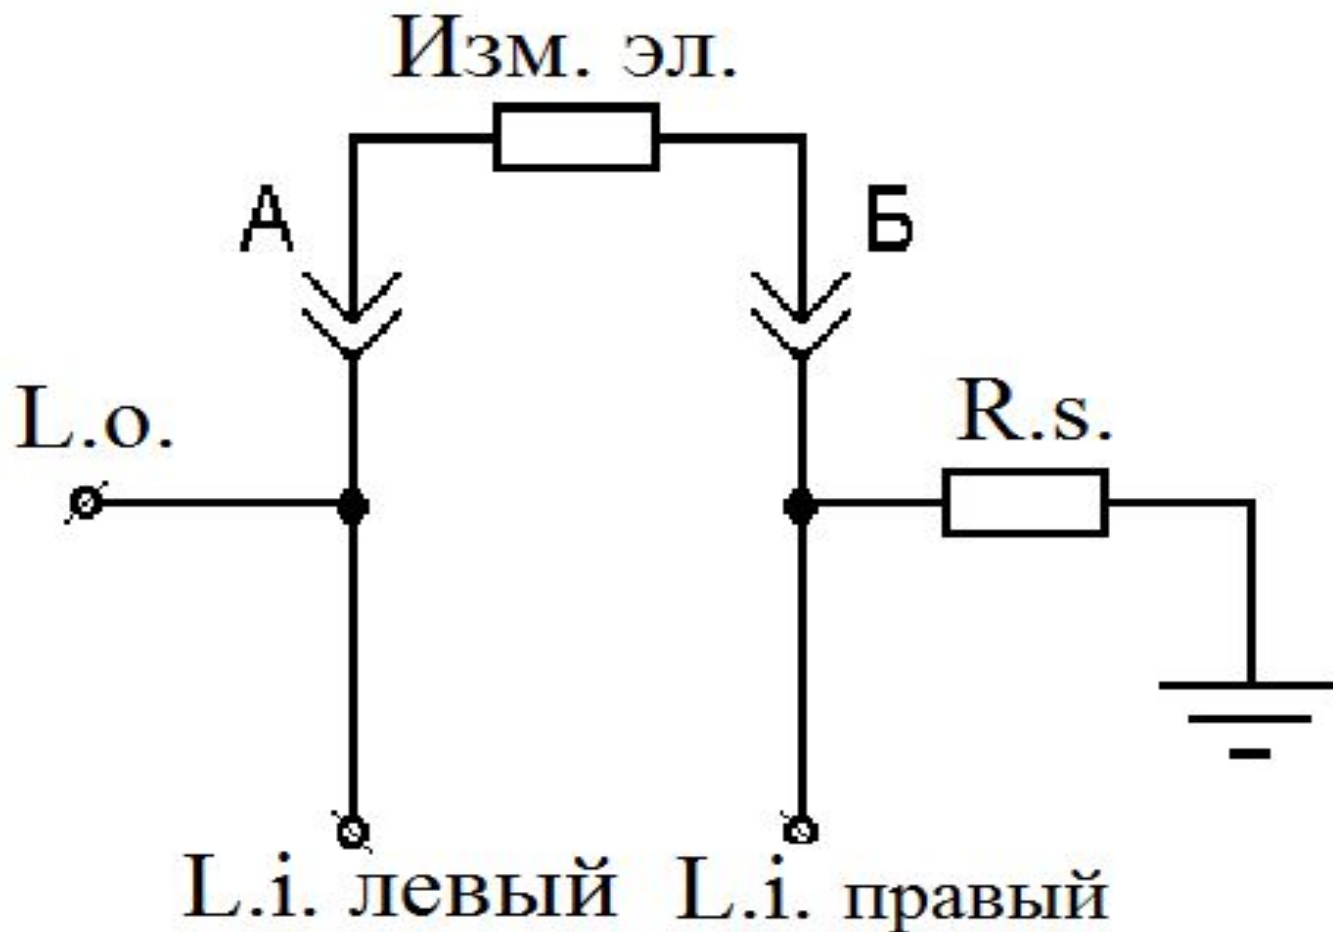 Изм. эл.
А
Б
L.o.
R.s.
L.i. левый
L.i. правый